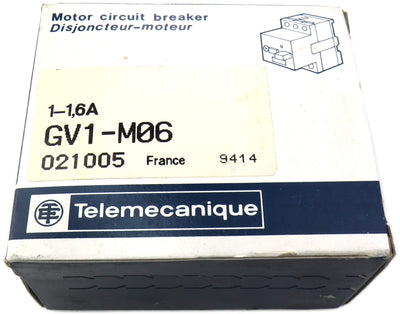 Motor circuit breaker
Disjoncteur-moteur
1–1,6A
GV1-M06
021005 France 9414
Telemecanique